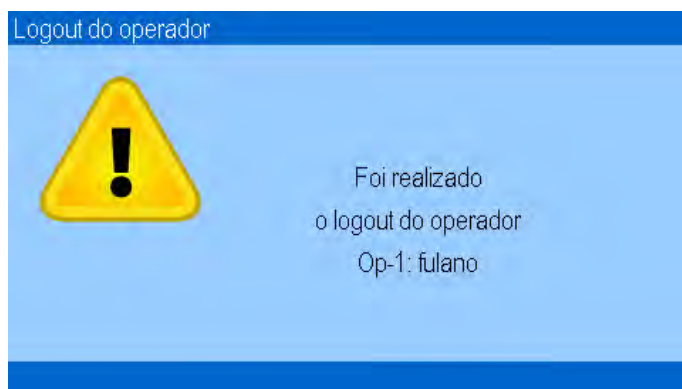 Logout do operador
Foi realizado
o logout do operador
Op-1: fulano